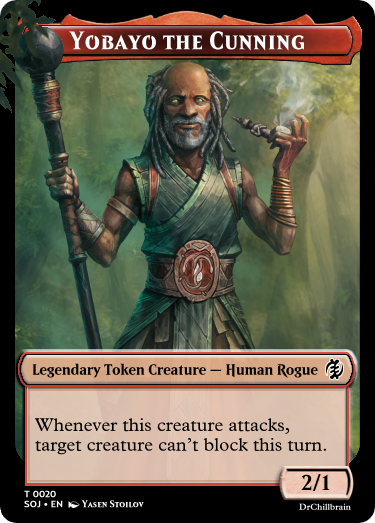 Yobayo the Cunning
Legendary Token Creature — Human Rogue
Whenever this creature attacks,
target creature can't block this turn.
2/1
T 0020
SOJ • EN Yasen Stoilov
DrChillbrain